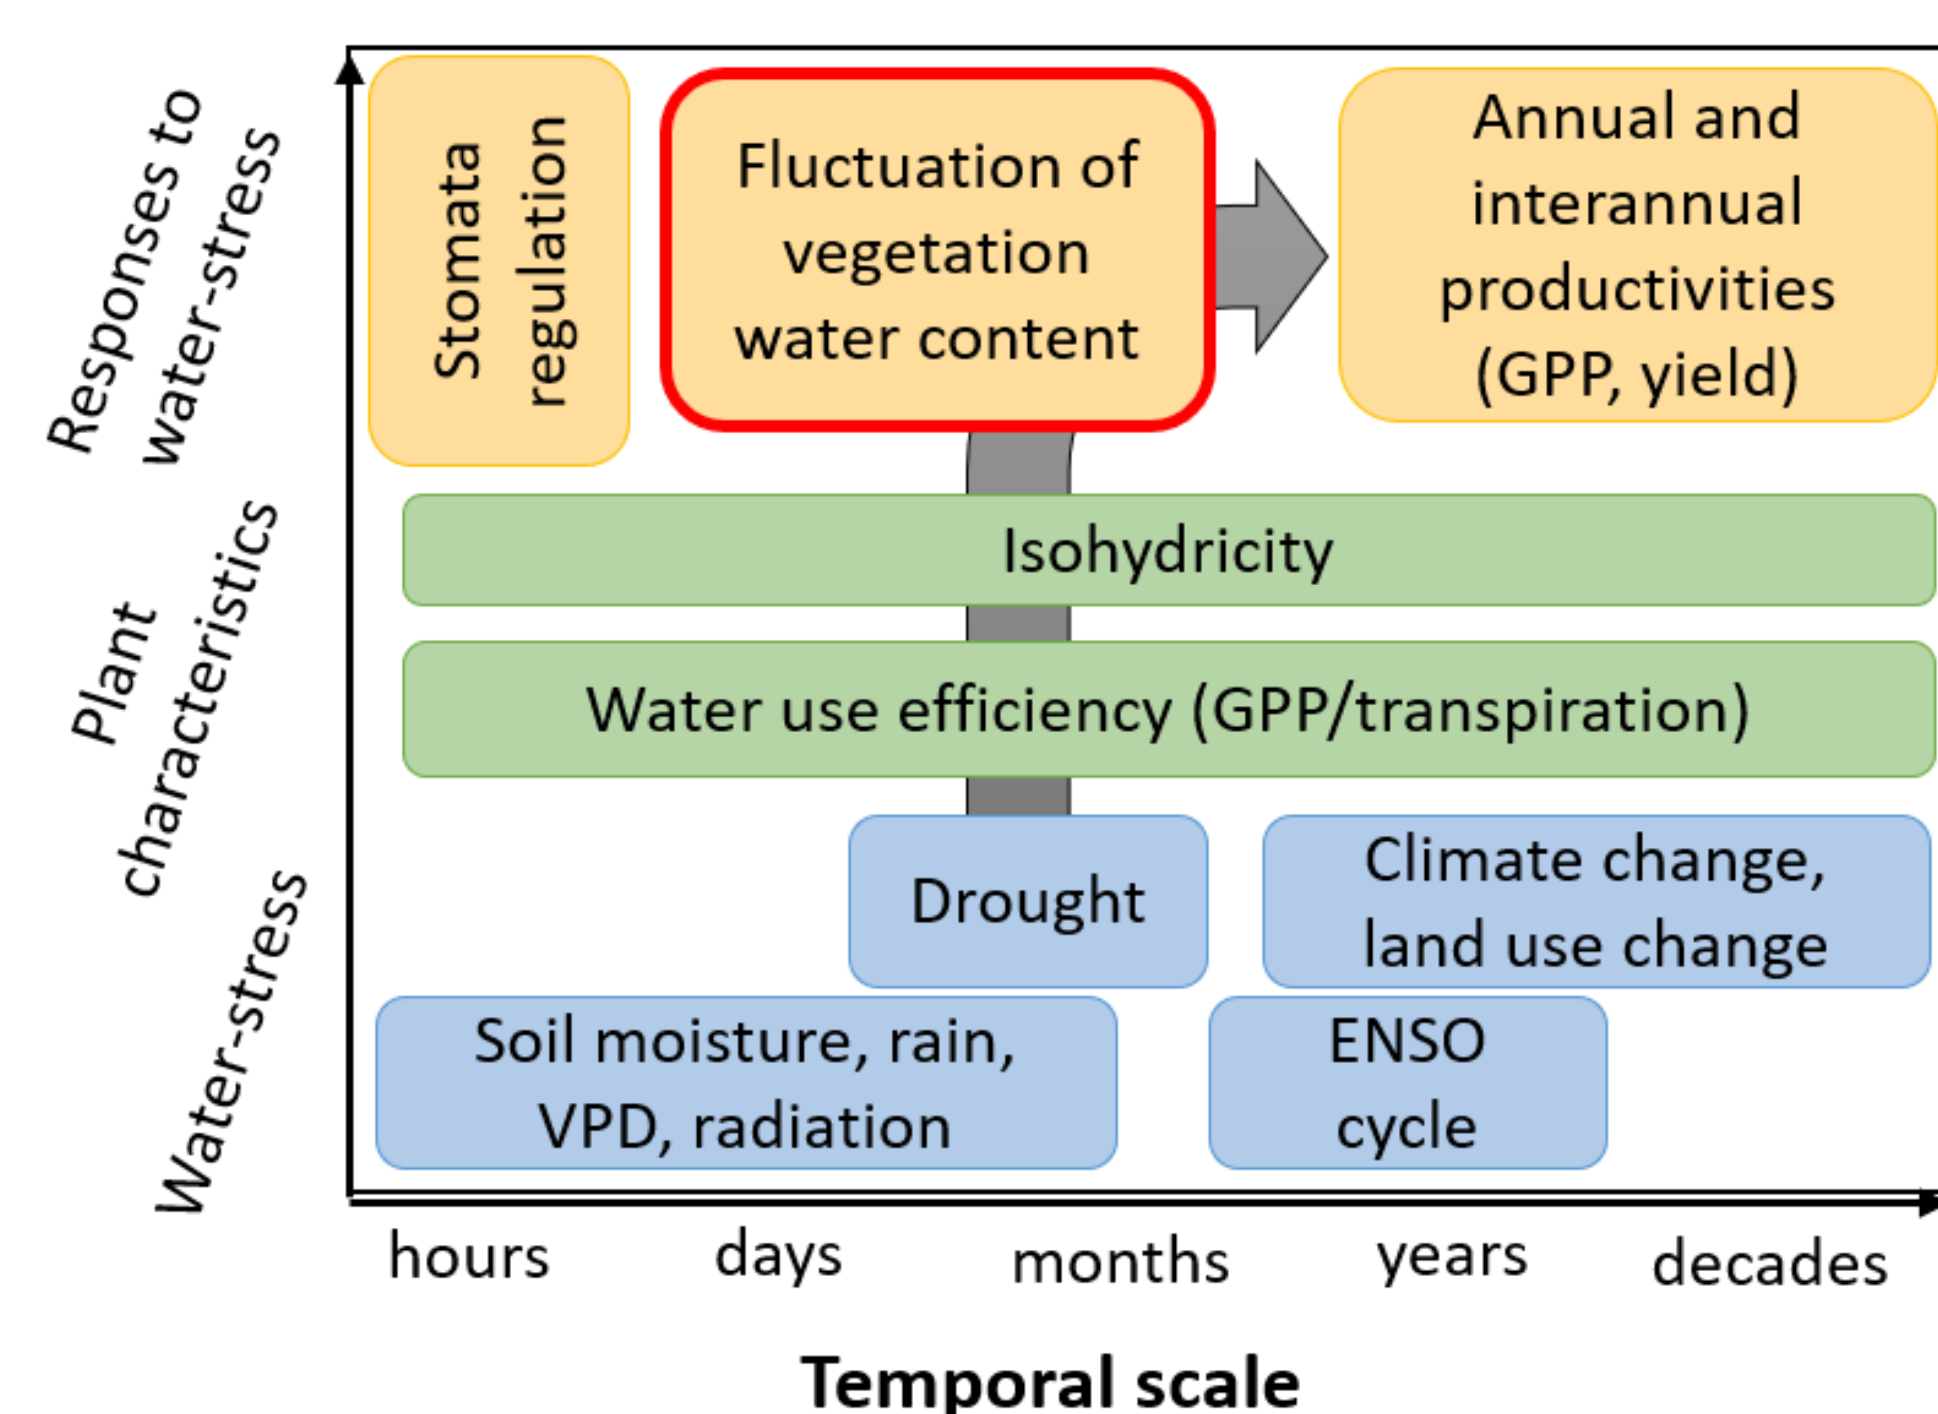 Responses to
water-stress
Stomata
regulation
Fluctuation of
vegetation
water content
Annual and
interannual
productivities
(GPP, yield)
Plant
characteristics
Isohydricity
Water use efficiency (GPP/transpiration)
Water-stress
Drought
Climate change,
land use change
Soil moisture, rain,
VPD, radiation
ENSO
cycle
hours
days
months
years
decades
Temporal scale